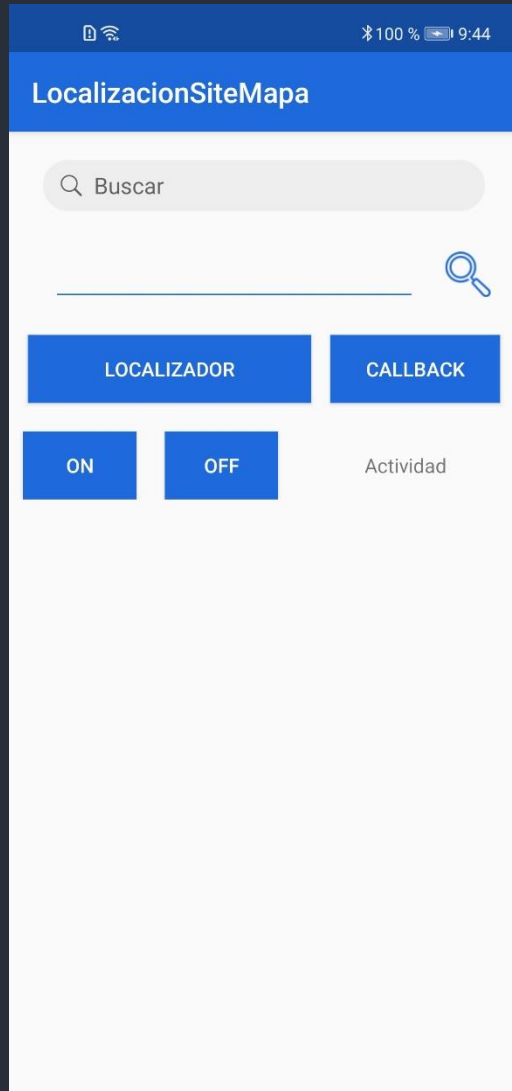 100 % 9:44
LocalizacionSiteMapa
Buscar
LOCALIZADOR CALLBACK
ON OFF Actividad